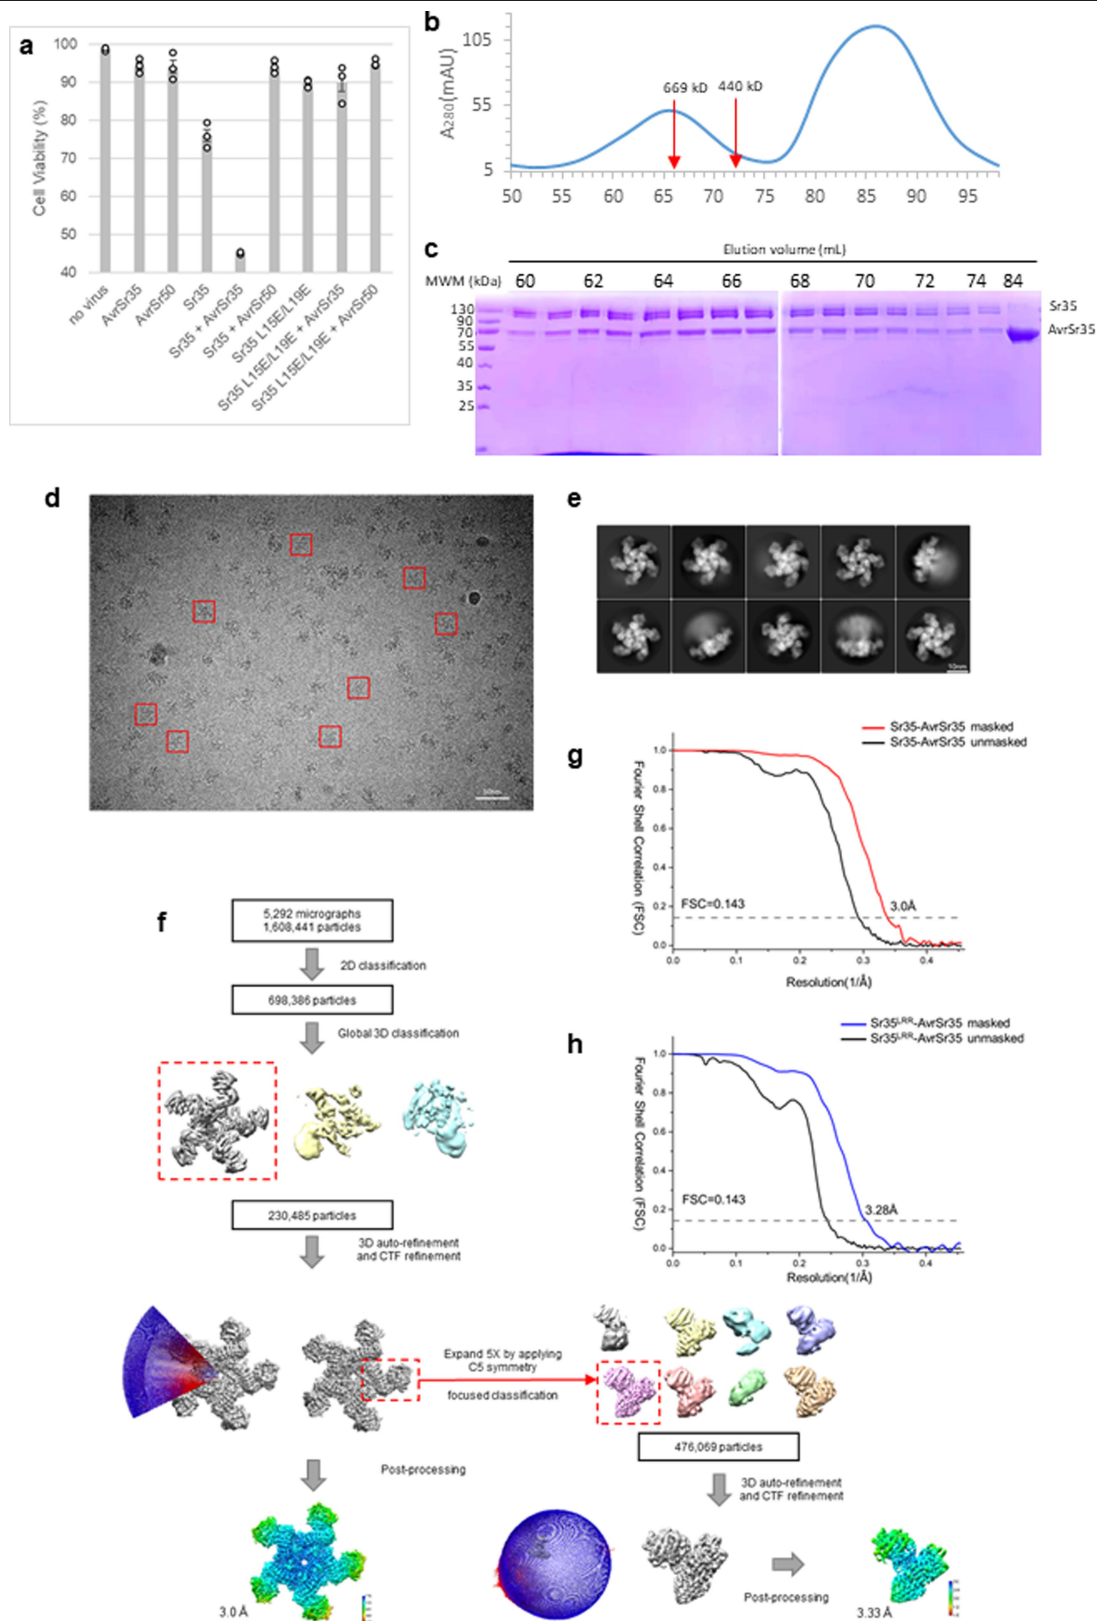 a
100
90
80
70
60
50
40
Cell Viability (%)
no virus
AvrSr35
AvrSr50
Sr35
Sr35 + AvrSr35
Sr35 + AvrSr50
Sr35 L15E/L19E
Sr35 L15E/L19E + AvrSr35
Sr35 L15E/L19E + AvrSr50
b
A280(mAU)
105
55
5
669 kD
440 kD
50 55 60 65 70 75 80 85 90 95
c
Elution volume (mL)
MWM (kDa)
60 62 64 66 68 70 72 74 84
130
90
70
55
40
35
25
Sr35
AvrSr35
d
50nm
e
10nm
f
5,292 micrographs
1,608,441 particles
2D classification
698,386 particles
Global 3D classification
230,485 particles
3D auto-refinement
and CTF refinement
Expand 5X by applying
C5 symmetry
focused classification
476,069 particles
3D auto-refinement
and CTF refinement
Post-processing
3.0 Å
Post-processing
3.33 Å
g
Sr35-AvrSr35 masked
Sr35-AvrSr35 unmasked
Fourier Shell Correlation (FSC)
1.0
0.8
0.6
0.4
0.2
0.0
FSC=0.143
3.0Å
0.0 0.1 0.2 0.3 0.4
Resolution(1/Å)
h
Sr35LRR-AvrSr35 masked
Sr35LRR-AvrSr35 unmasked
Fourier Shell Correlation (FSC)
1.0
0.8
0.6
0.4
0.2
0.0
FSC=0.143
3.28Å
0.0 0.1 0.2 0.3 0.4
Resolution(1/Å)